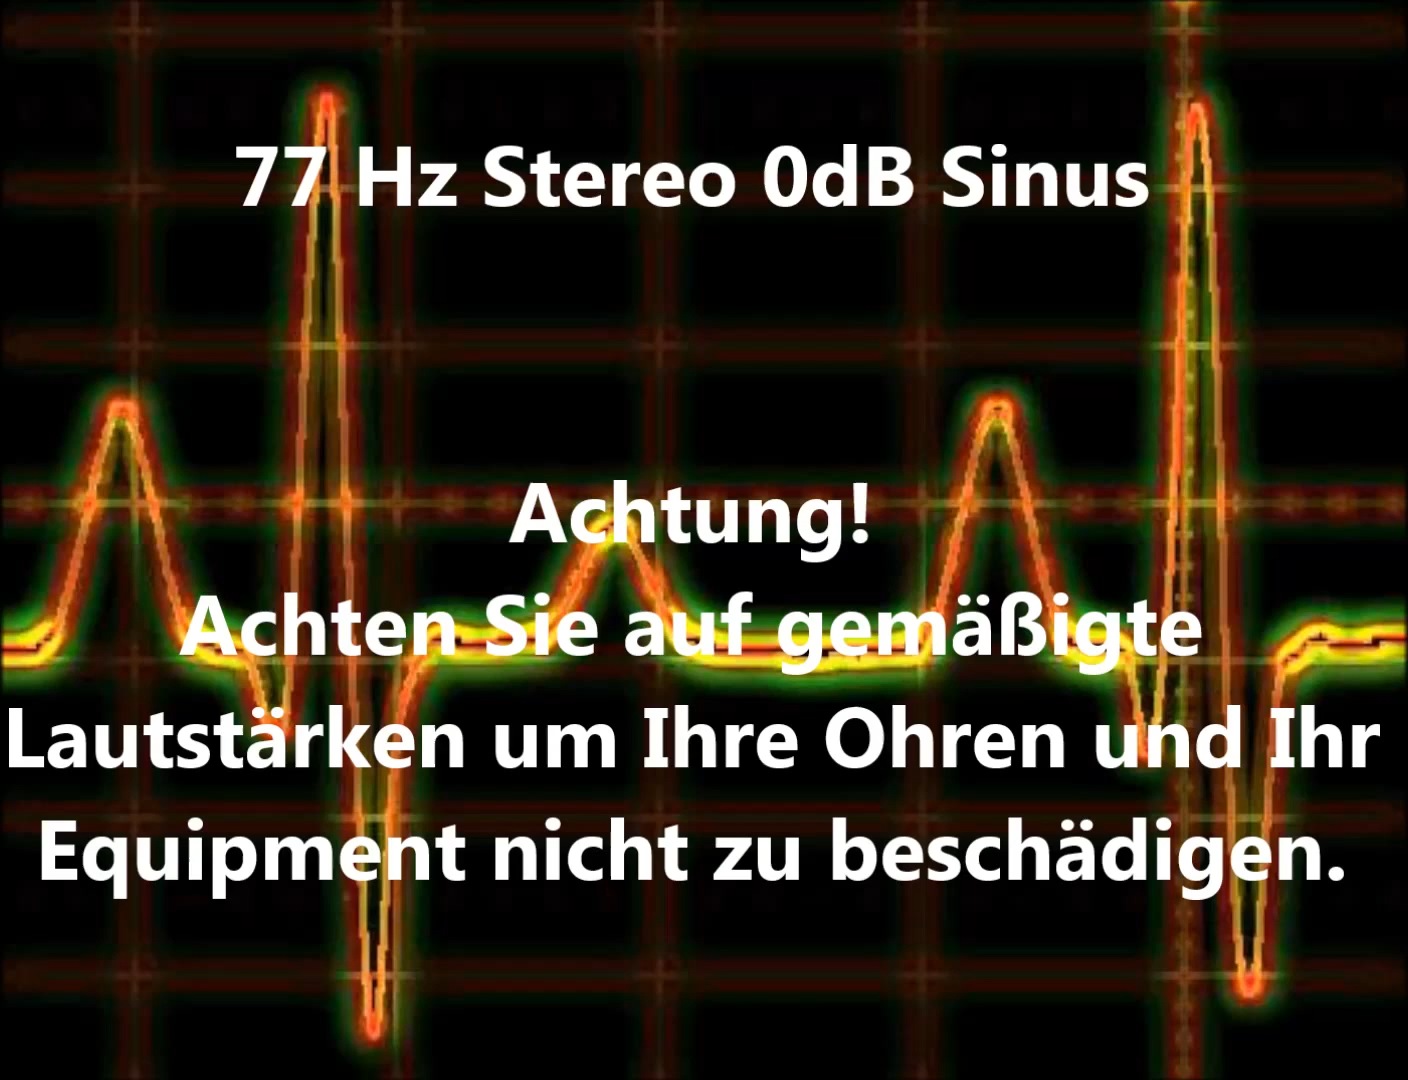 77 Hz Stereo 0dB Sinus
Achtung!
Achten Sie auf gemäßigte
Lautstärken um Ihre Ohren und Ihr
Equipment nicht zu beschädigen.